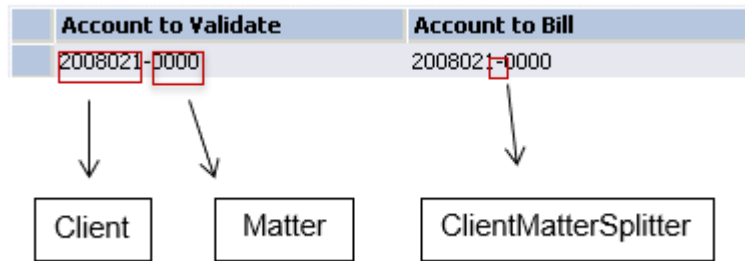 Account to Validate Account to Bill
2008021-0000 2008021-0000
Client Matter ClientMatterSplitter